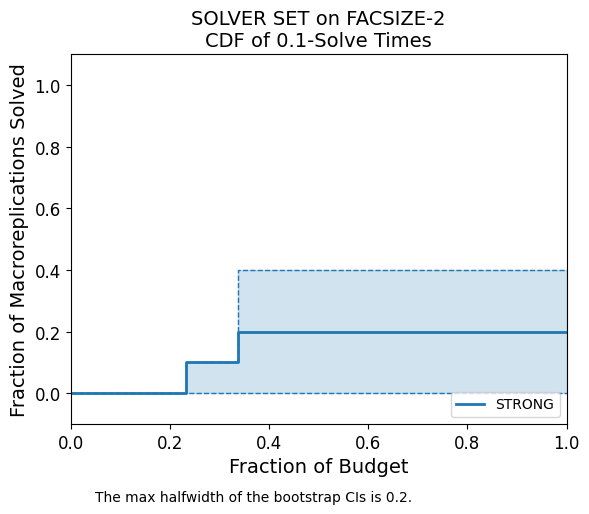 SOLVER SET on FACSIZE-2
CDF of 0.1-Solve Times
Fraction of Macroreplications Solved
1.0
0.8
0.6
0.4
0.2
0.0
STRONG
0.0 0.2 0.4 0.6 0.8 1.0
Fraction of Budget
The max halfwidth of the bootstrap CIs is 0.2.